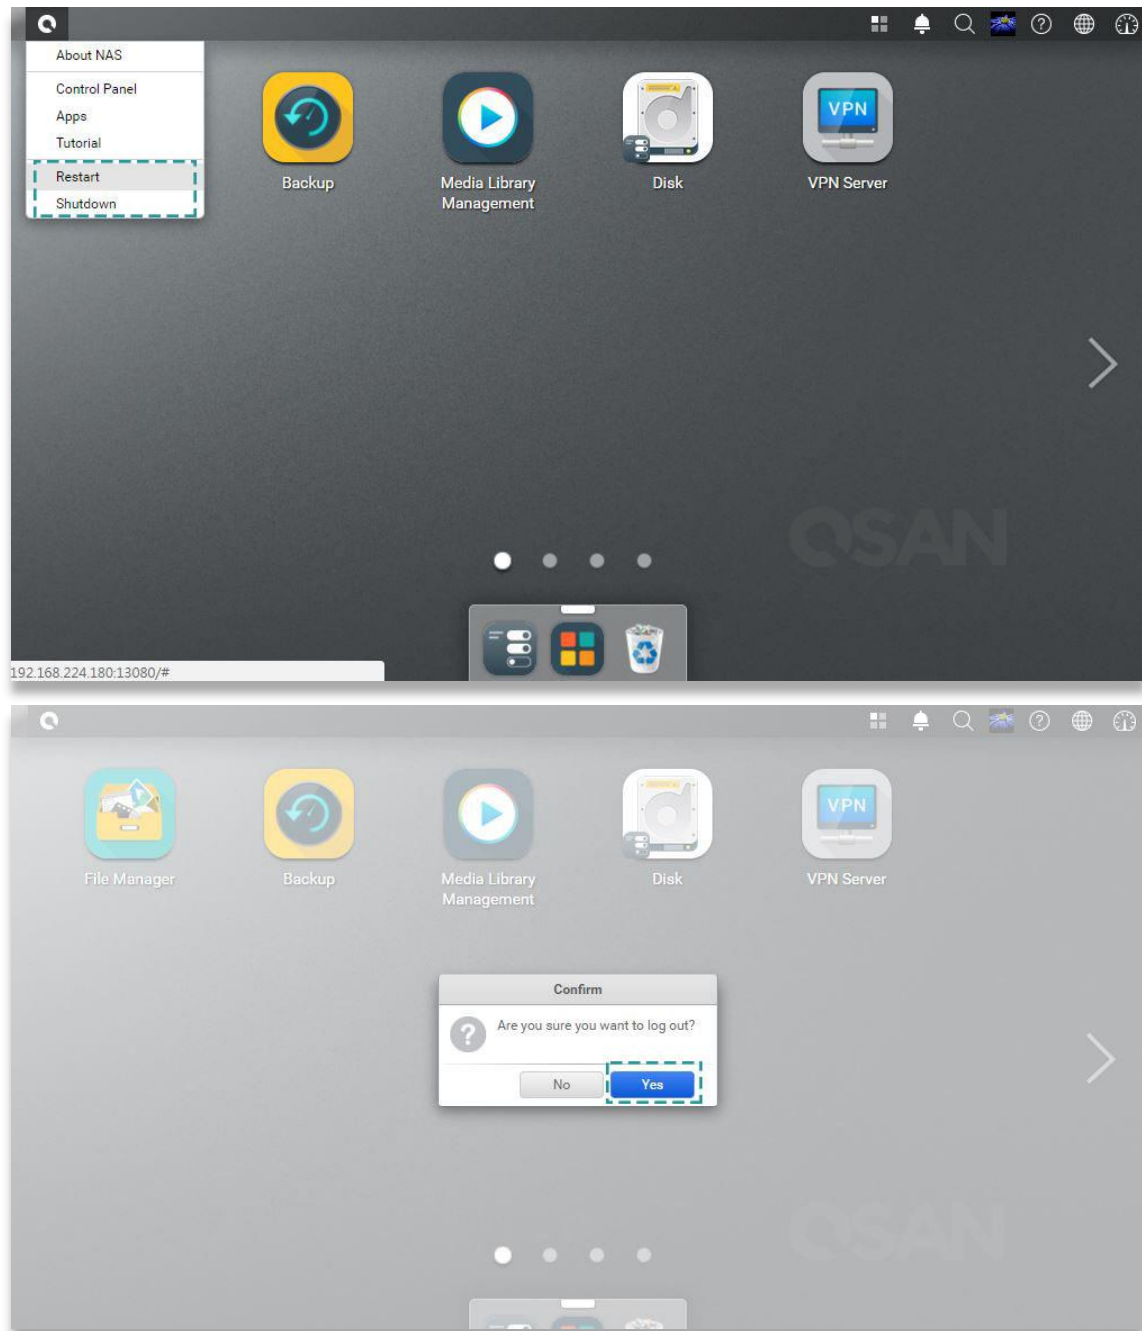 About NAS
Control Panel
Apps
Tutorial
Restart
Shutdown
Backup
Media Library
Management
Disk
VPN
VPN Server
QSAN
192.168.224.180:13080/#
File Manager
Backup
Media Library
Management
Disk
VPN
VPN Server
Confirm
Are you sure you want to log out?
No
Yes
QSAN